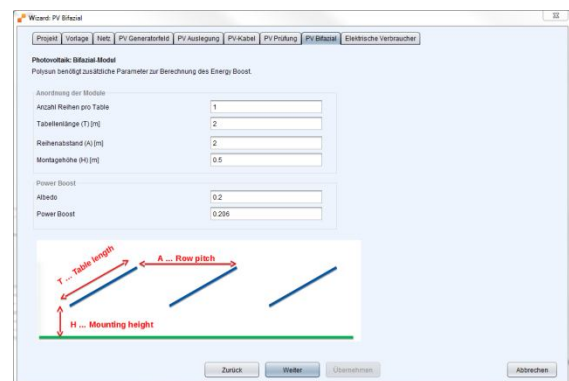 Wizard: PV Bifazial
Projekt Vorlage Netz PV Generatorfeld PV Auslegung PV-Kabel PV Prüfung PV Bifazial Elektrische Verbraucher
Photovoltaik: Bifazial-Model
Polysun benötigt zusätzliche Parameter zur Berechnung des Energy Boost.
Anordnung der Module
Anzahl Reihen pro Table 1
Tabellenlänge (T) [m] 2
Reihenabstand (A) [m] 2
Montagehöhe (H) [m] 0.5
Power Boost
Albedo 0.2
Power Boost 0.286
T ... Table length
A ... Row pitch
H ... Mounting height
Zurück Weiter Übernehmen Abbrechen